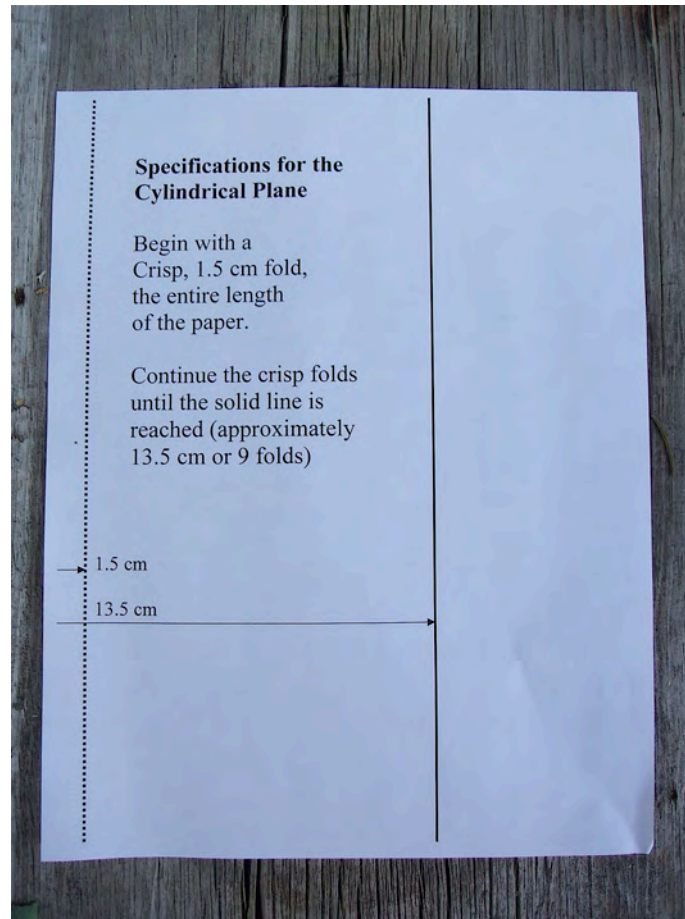 Specifications for the
Cylindrical Plane
Begin with a
Crisp, 1.5 cm fold,
the entire length
of the paper.
Continue the crisp folds
until the solid line is
reached (approximately
13.5 cm or 9 folds)
1.5 cm
13.5 cm